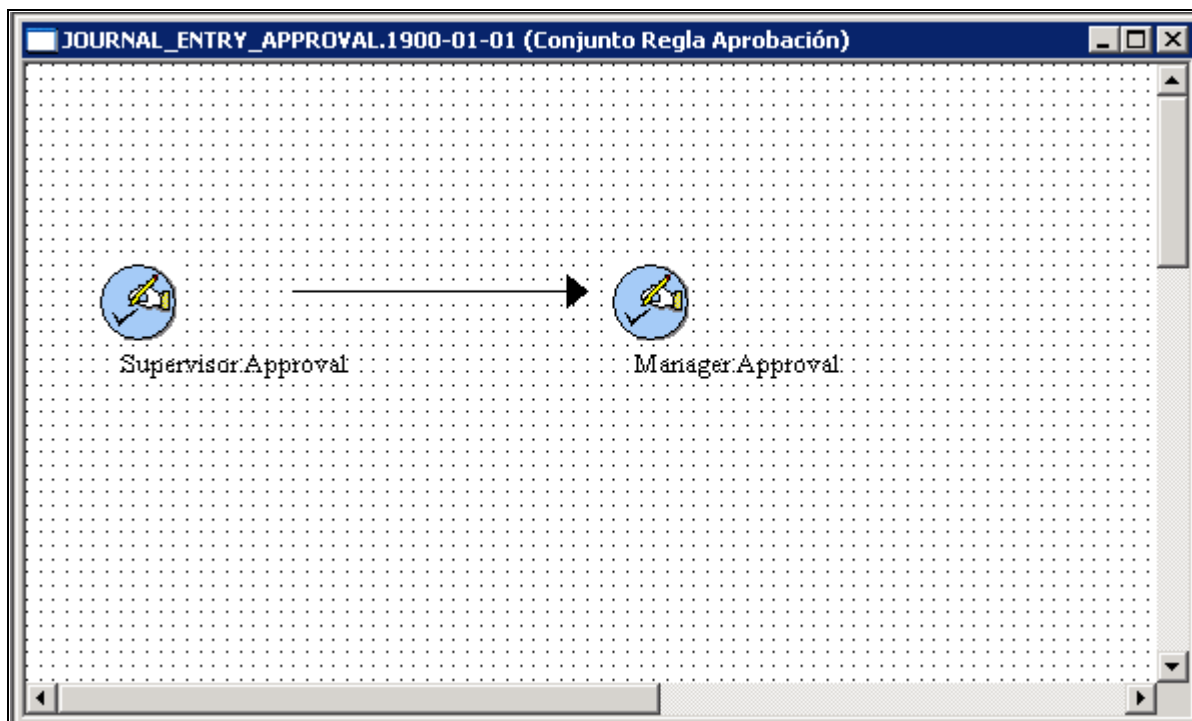 JOURNAL_ENTRY_APPROVAL.1900-01-01 (Conjunto Regla Aprobación)
Supervisor.Approval
Manager.Approval